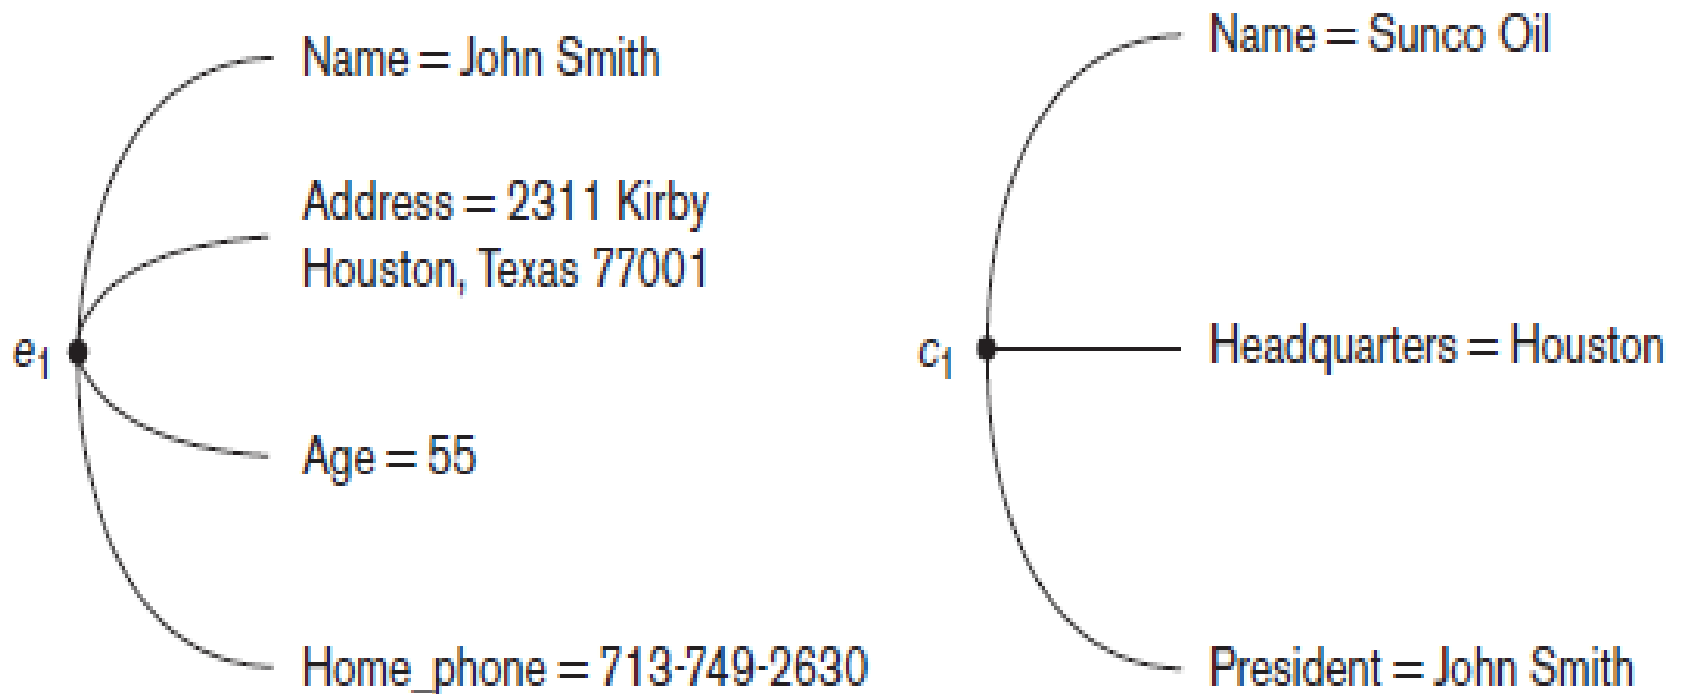 Name = John Smith
Address = 2311 Kirby
Houston, Texas 77001
e1
Age = 55
Home_phone = 713-749-2630
Name = Sunco Oil
c1
Headquarters = Houston
President = John Smith